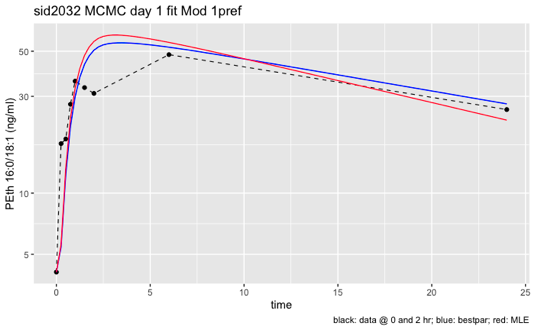 sid2032 MCMC day 1 fit Mod 1pref
PEth 16:0/18:1 (ng/ml)
50
30
10
5
0
5
10
15
20
25
time
black: data @ 0 and 2 hr; blue: bestpar; red: MLE